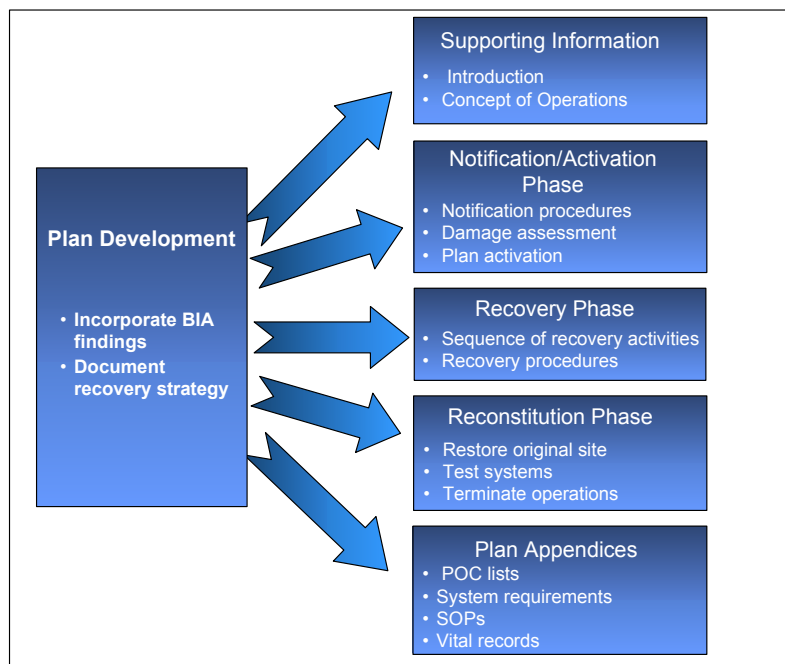 Plan Development
• Incorporate BIA
findings
• Document
recovery strategy
Supporting Information
• Introduction
• Concept of Operations
Notification/Activation
Phase
• Notification procedures
• Damage assessment
• Plan activation
Recovery Phase
• Sequence of recovery activities
• Recovery procedures
Reconstitution Phase
• Restore original site
• Test systems
• Terminate operations
Plan Appendices
• POC lists
• System requirements
• SOPs
• Vital records